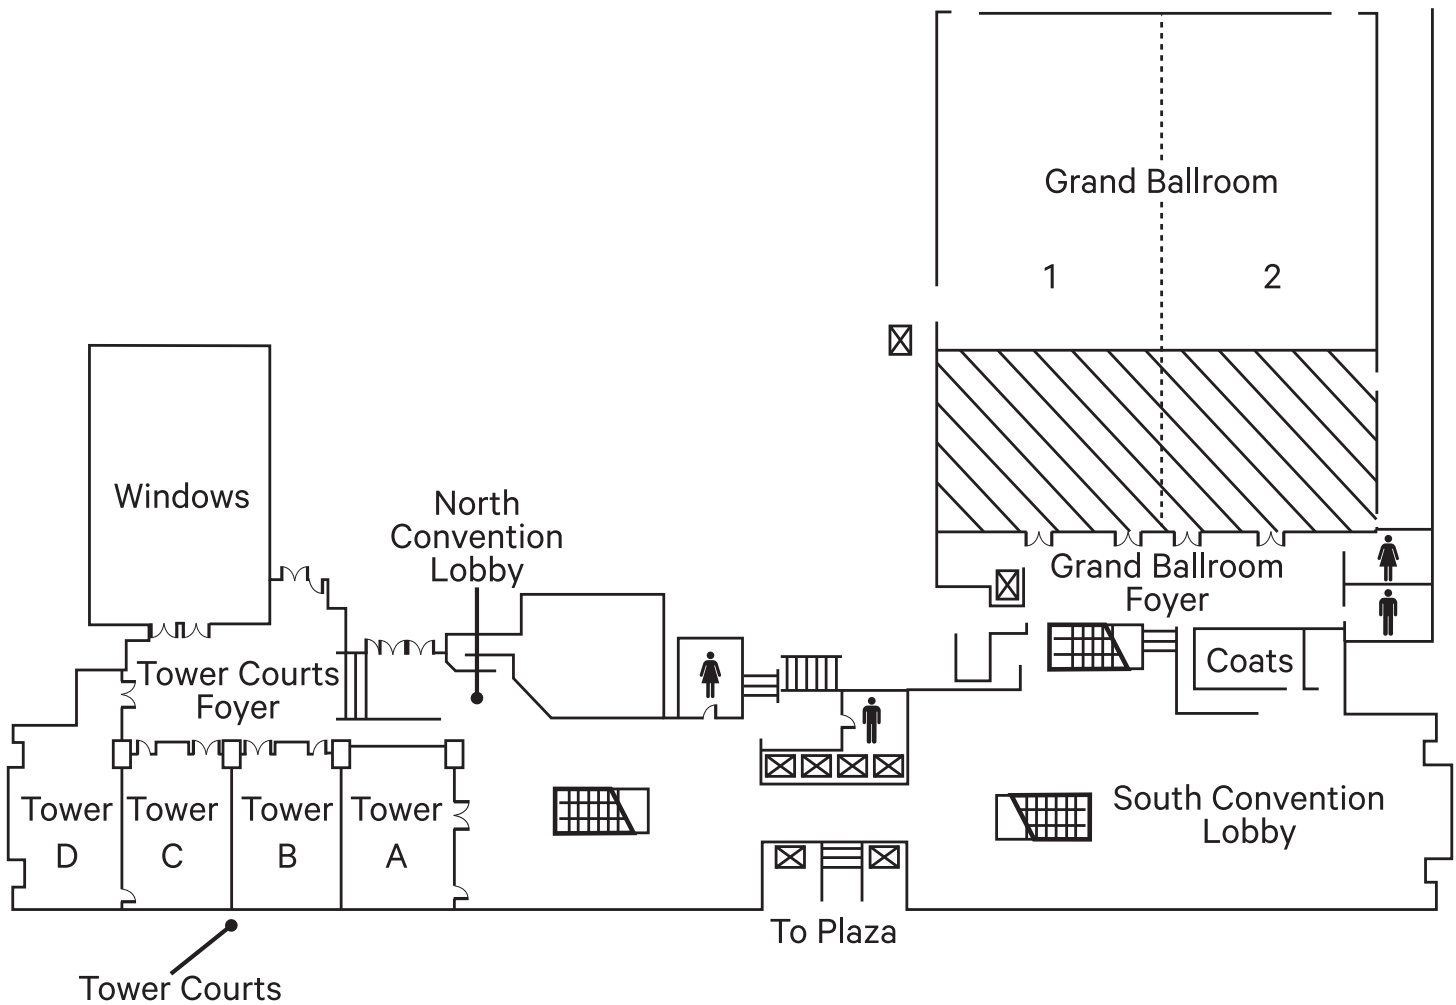 Grand Ballroom
1
2
Windows
North
Convention
Lobby
Grand Ballroom
Foyer
Tower Courts
Foyer
Coats
Tower
D
Tower
C
Tower
B
Tower
A
South Convention
Lobby
To Plaza
Tower Courts